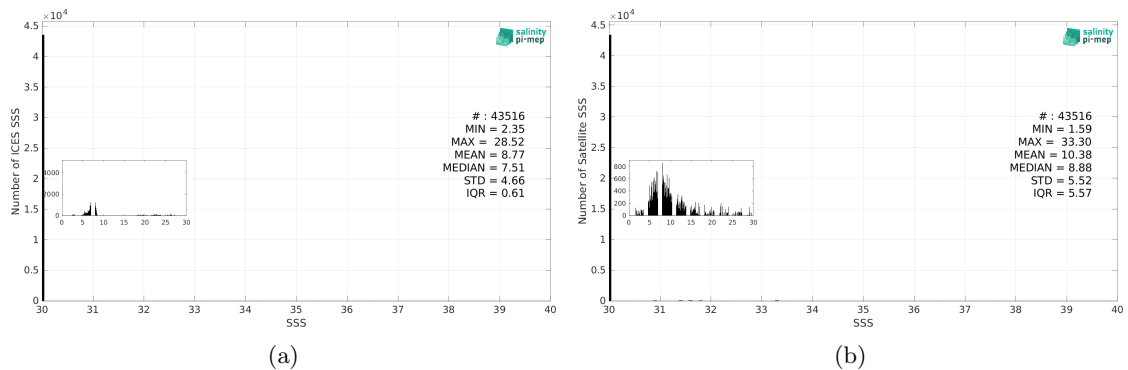 ×10⁴
4.5
4
3.5
3
2.5
2
1.5
1
0.5
0
30 31 32 33 34 35 36 37 38 39 40
SSS
Number of ICES SSS
salinity
pi-mep
# : 43516
MIN = 2.35
MAX = 28.52
MEAN = 8.77
MEDIAN = 7.51
STD = 4.66
IQR = 0.61
4000
2000
0
0 5 10 15 20 25 30
(a)
×10⁴
4.5
4
3.5
3
2.5
2
1.5
1
0.5
0
30 31 32 33 34 35 36 37 38 39 40
SSS
Number of Satellite SSS
salinity
pi-mep
# : 43516
MIN = 1.59
MAX = 33.30
MEAN = 10.38
MEDIAN = 8.88
STD = 5.52
IQR = 5.57
800
600
400
200
0
0 5 10 15 20 25 30
(b)